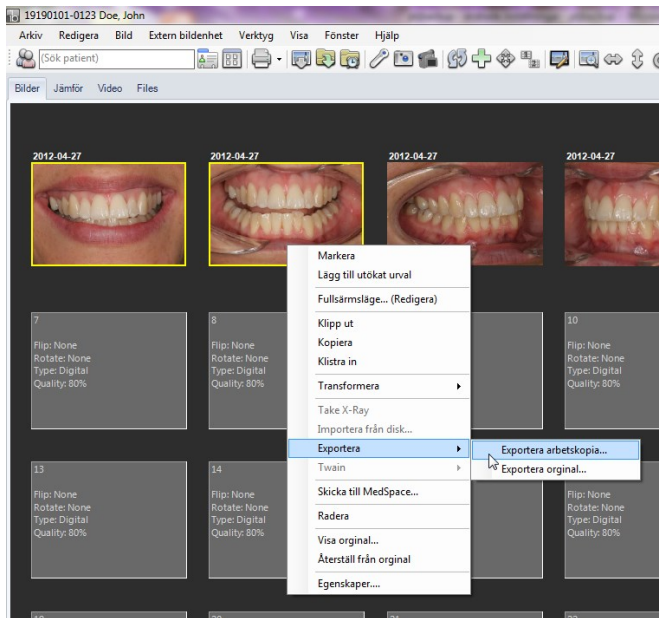 19190101-0123 Doe, John
Arkiv Redigera Bild Extern bildenhet Verktyg Visa Fönster Hjälp
(Sök patient)
Bilder Jämför Video Files
2012-04-27 2012-04-27 2012-04-27 2012-04-27
Markera
Lägg till utökat urval
Fullsärmsläge... (Redigera)
Klipp ut
Kopiera
Klistra in
Transformera
Take X-Ray
Importera från disk...
Exportera
Exportera arbetskopia...
Exportera orginal...
Twain
Skicka till MedSpace...
Radera
Visa orginal...
Återställ från orginal
Egenskaper....
7
Flip: None
Rotate: None
Type: Digital
Quality: 80%
8
Flip: None
Rotate: None
Type: Digital
Quality: 80%
10
Flip: None
Rotate: None
Type: Digital
Quality: 80%
13
Flip: None
Rotate: None
Type: Digital
Quality: 80%
14
Flip: None
Rotate: None
Type: Digital
Quality: 80%
Flip: None
Rotate: None
Type: Digital
Quality: 80%